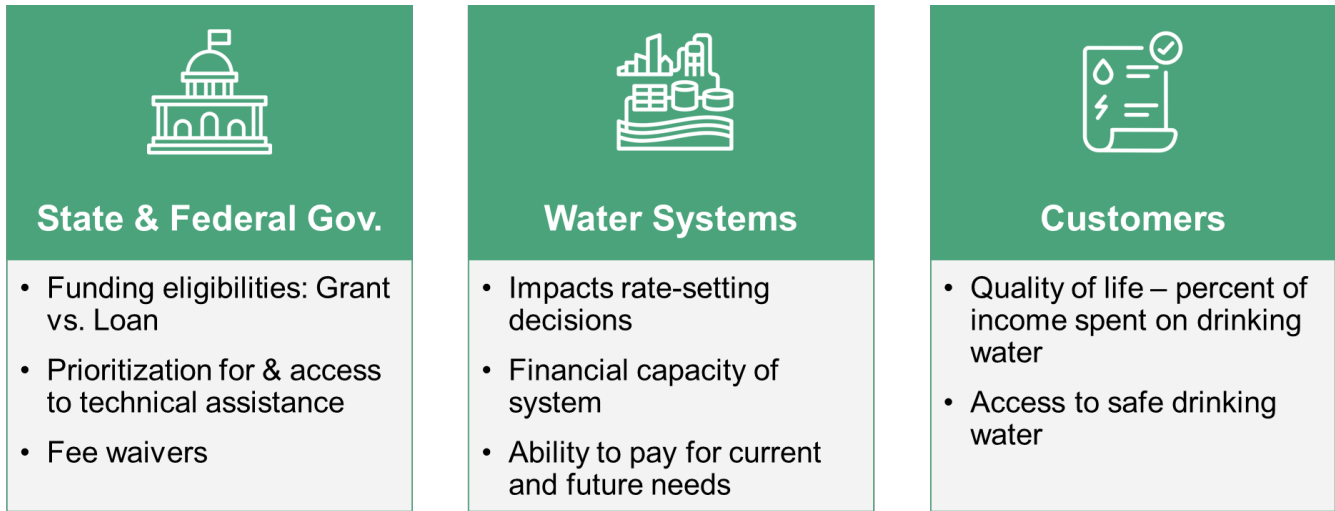 State & Federal Gov.
• Funding eligibilities: Grant
vs. Loan
• Prioritization for & access
to technical assistance
• Fee waivers
Water Systems
• Impacts rate-setting
decisions
• Financial capacity of
system
• Ability to pay for current
and future needs
Customers
• Quality of life – percent of
income spent on drinking
water
• Access to safe drinking
water